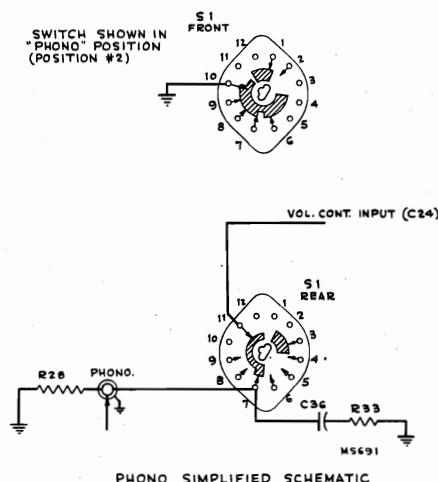 SWITCH SHOWN IN
"PHONO" POSITION
(POSITION #2)
S1
FRONT
12 1
11 2
10 3
9 4
8 5
7 6
VOL. CONT. INPUT (C24)
S1
REAR
12 1
11 2
10 3
9 4
8 5
7 6
R28 PHONO.
C36 R33
MS691
PHONO SIMPLIFIED SCHEMATIC